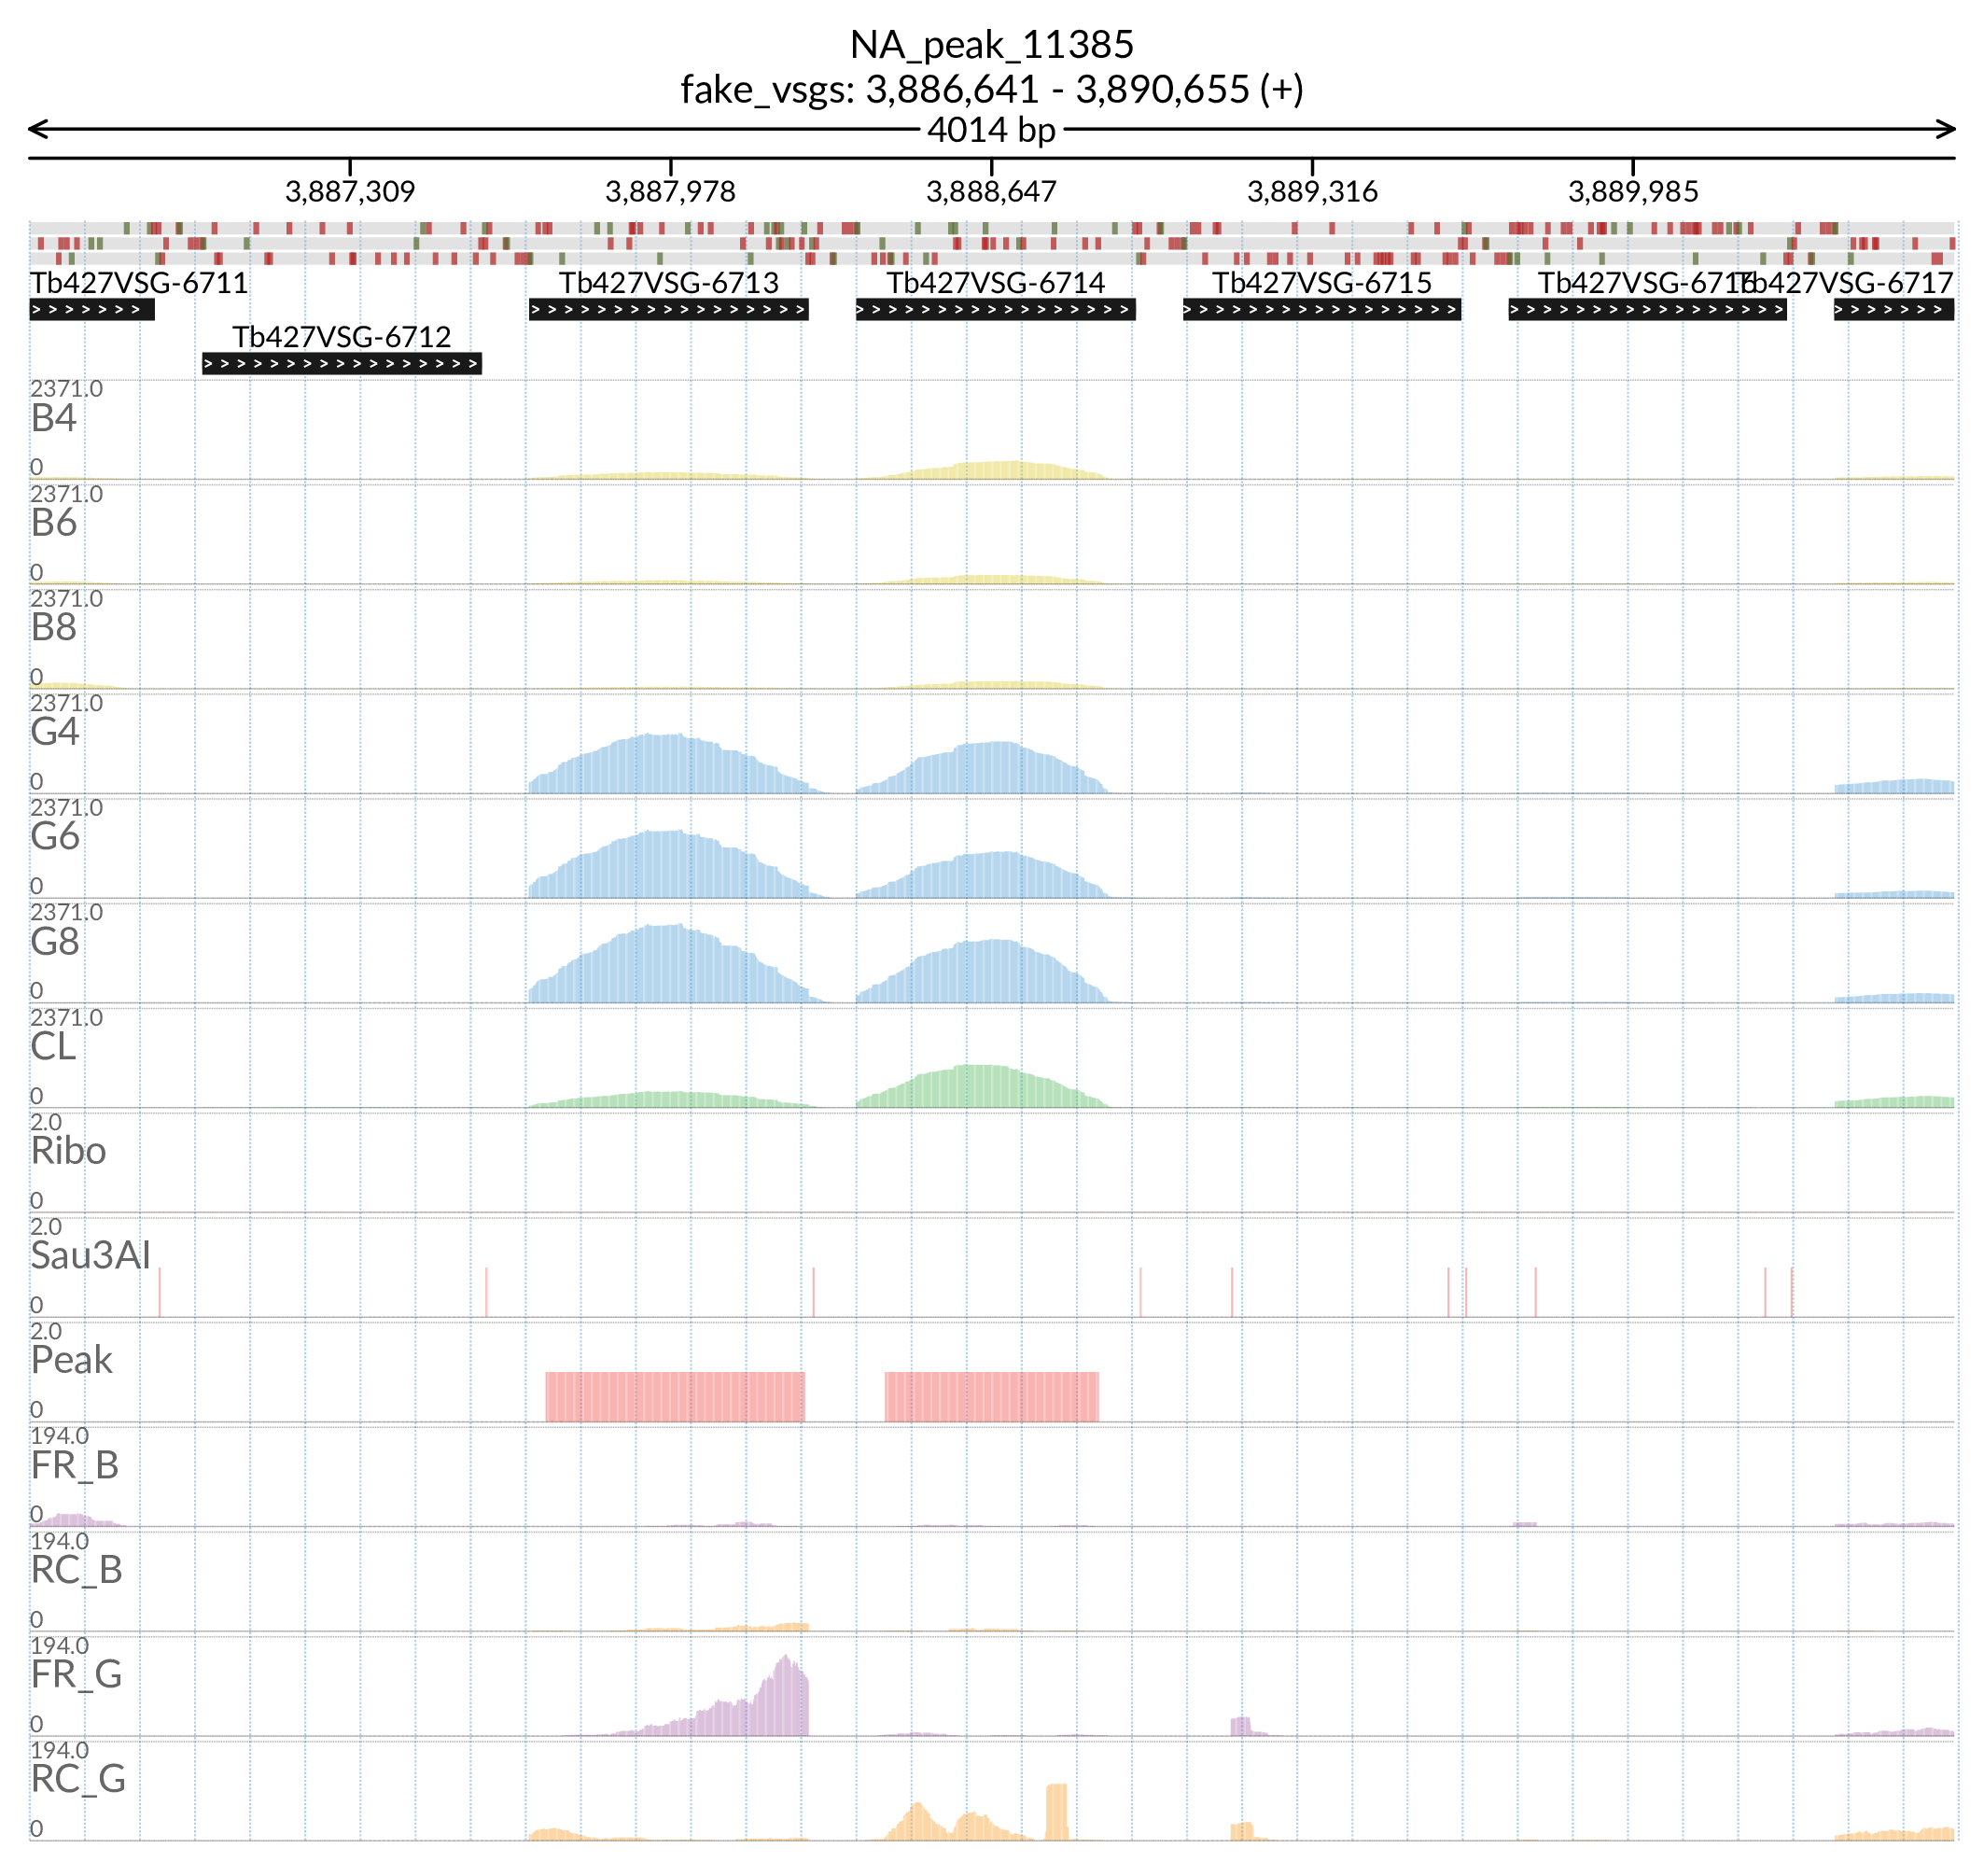 NA_peak_11385
fake_vsgs: 3,886,641 - 3,890,655 (+)
4014 bp
3,887,309 3,887,978 3,888,647 3,889,316 3,889,985
Tb427VSG-6711 Tb427VSG-6713 Tb427VSG-6714 Tb427VSG-6715 Tb427VSG-6716 Tb427VSG-6717
Tb427VSG-6712
2371.0
B4
0
2371.0
B6
0
2371.0
B8
0
2371.0
G4
0
2371.0
G6
0
2371.0
G8
0
2371.0
CL
0
2.0
Ribo
0
2.0
Sau3AI
0
2.0
Peak
0
194.0
FR_B
0
194.0
RC_B
0
194.0
FR_G
0
194.0
RC_G
0